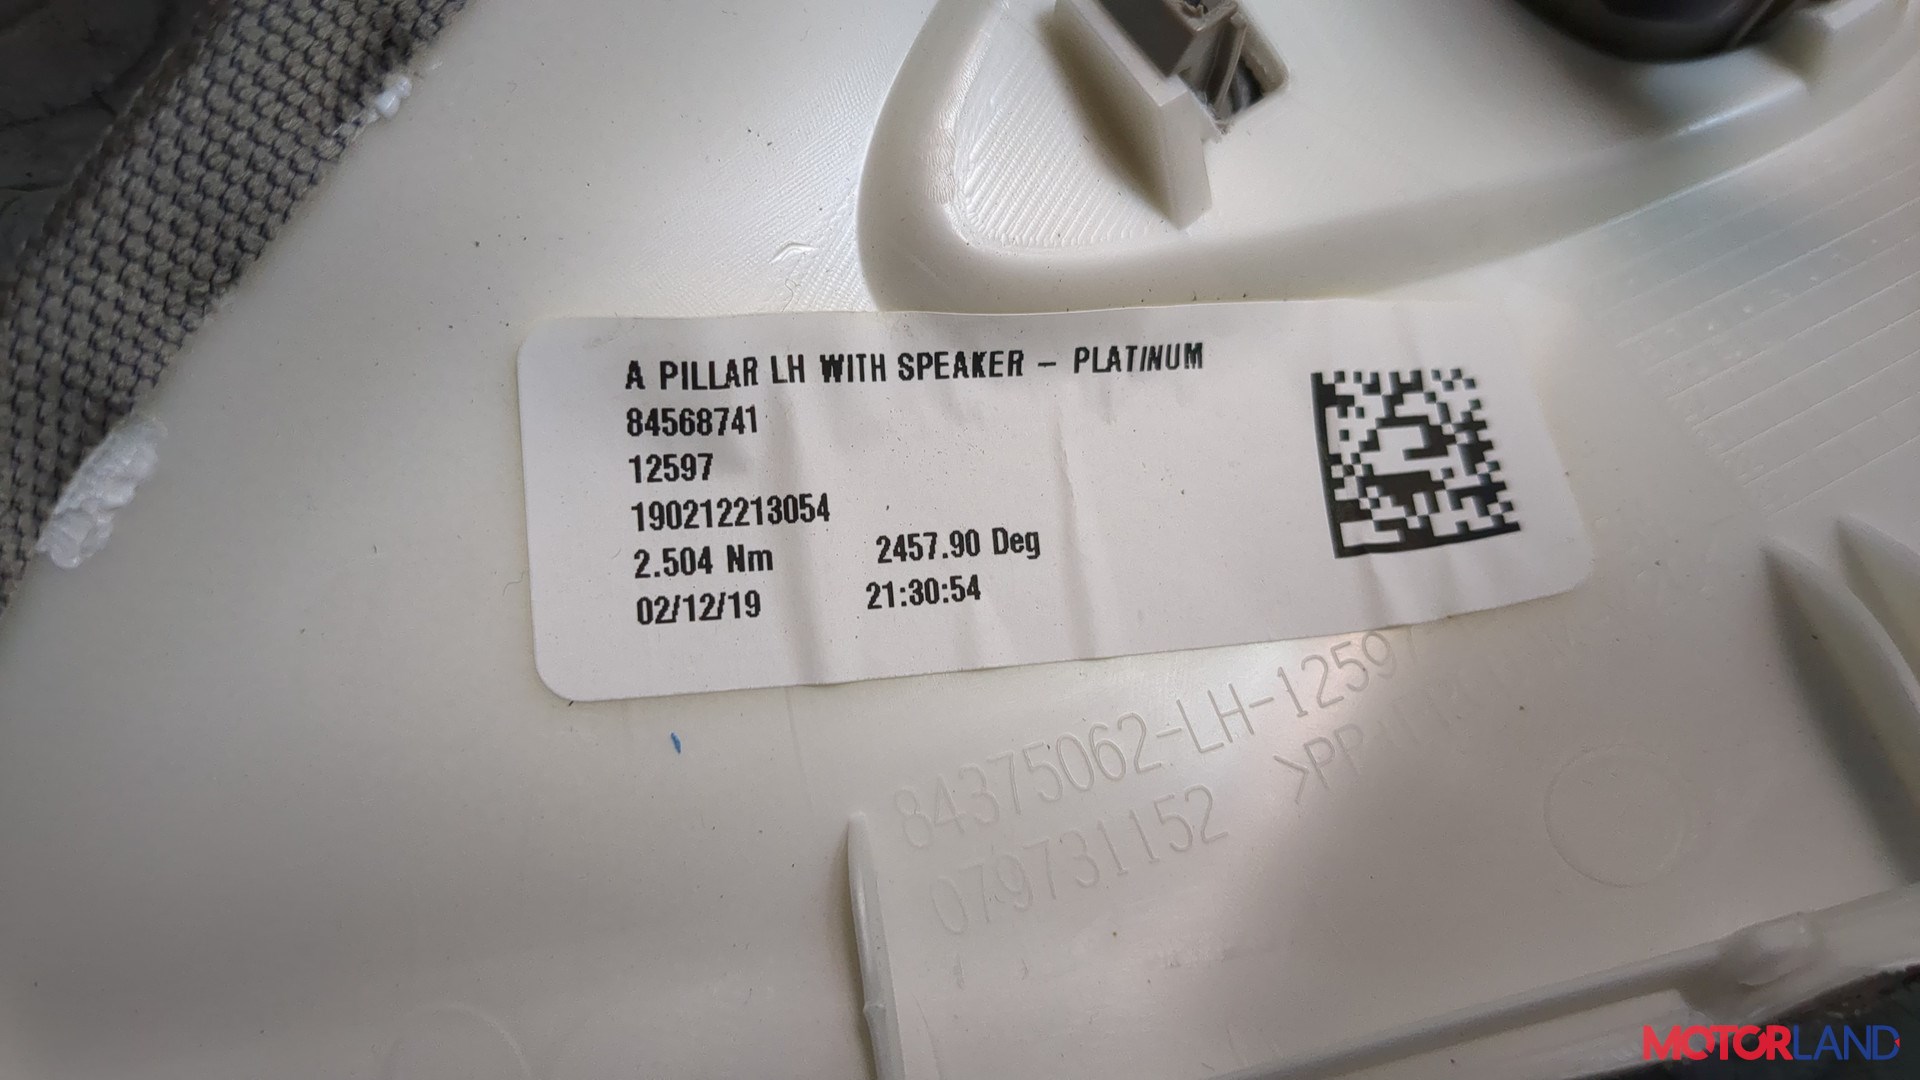 A PILLAR LH WITH SPEAKER – PLATINUM
84568741
12597
190212213054
2.504 Nm 2457.90 Deg
02/12/19 21:30:54
84375062-LH-1259
079731152
MOTORLAND